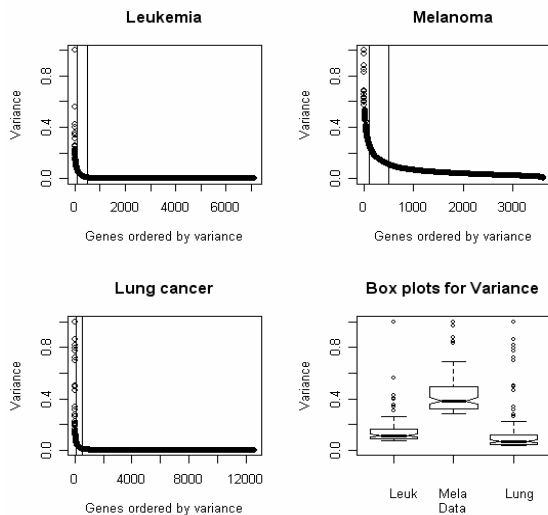 Leukemia
Variance
0.0 0.4 0.8
0 2000 4000 6000
Genes ordered by variance
Melanoma
Variance
0.0 0.4 0.8
0 1000 2000 3000
Genes ordered by variance
Lung cancer
Variance
0.0 0.4 0.8
0 4000 8000 12000
Genes ordered by variance
Box plots for Variance
Variance
0.0 0.4 0.8
Leuk Mela Lung
Data